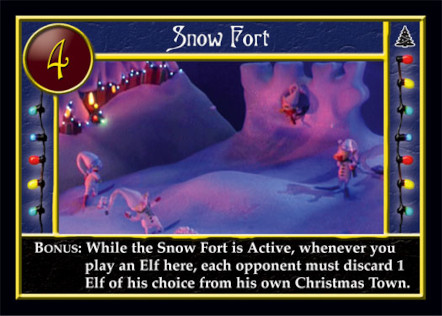 Snow Fort
4
BONUS: While the Snow Fort is Active, whenever you
play an Elf here, each opponent must discard 1
Elf of his choice from his own Christmas Town.